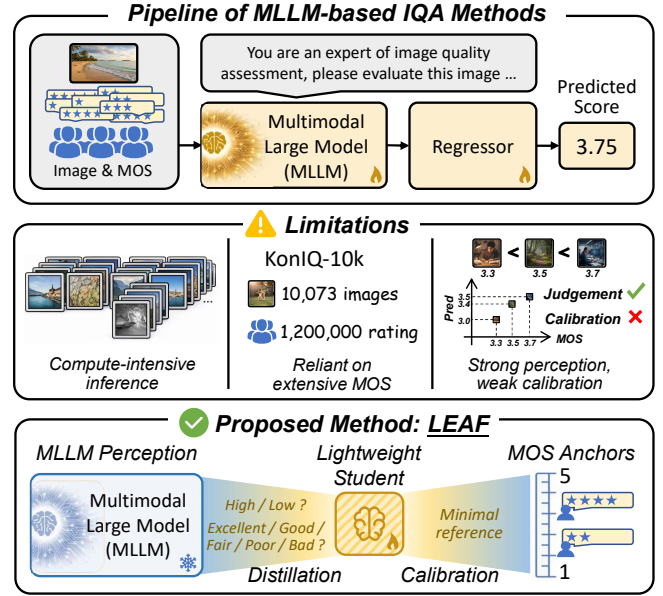 Pipeline of MLLM-based IQA Methods
You are an expert of image quality
assessment, please evaluate this image ...
Image & MOS
Multimodal
Large Model
(MLLM)
Regressor
Predicted
Score
3.75
Limitations
...
Compute-intensive
inference
KonIQ-10k
10,073 images
1,200,000 rating
Reliant on
extensive MOS
< <
3.3 3.5 3.7
Pred
3.5
3.4
3.0
3.3 3.5 3.7
MOS
Judgement
Calibration
Strong perception,
weak calibration
Proposed Method: LEAF
MLLM Perception
Multimodal
Large Model
(MLLM)
High / Low ?
Excellent / Good /
Fair / Poor / Bad ?
Distillation
Lightweight
Student
Minimal
reference
Calibration
MOS Anchors
5
1